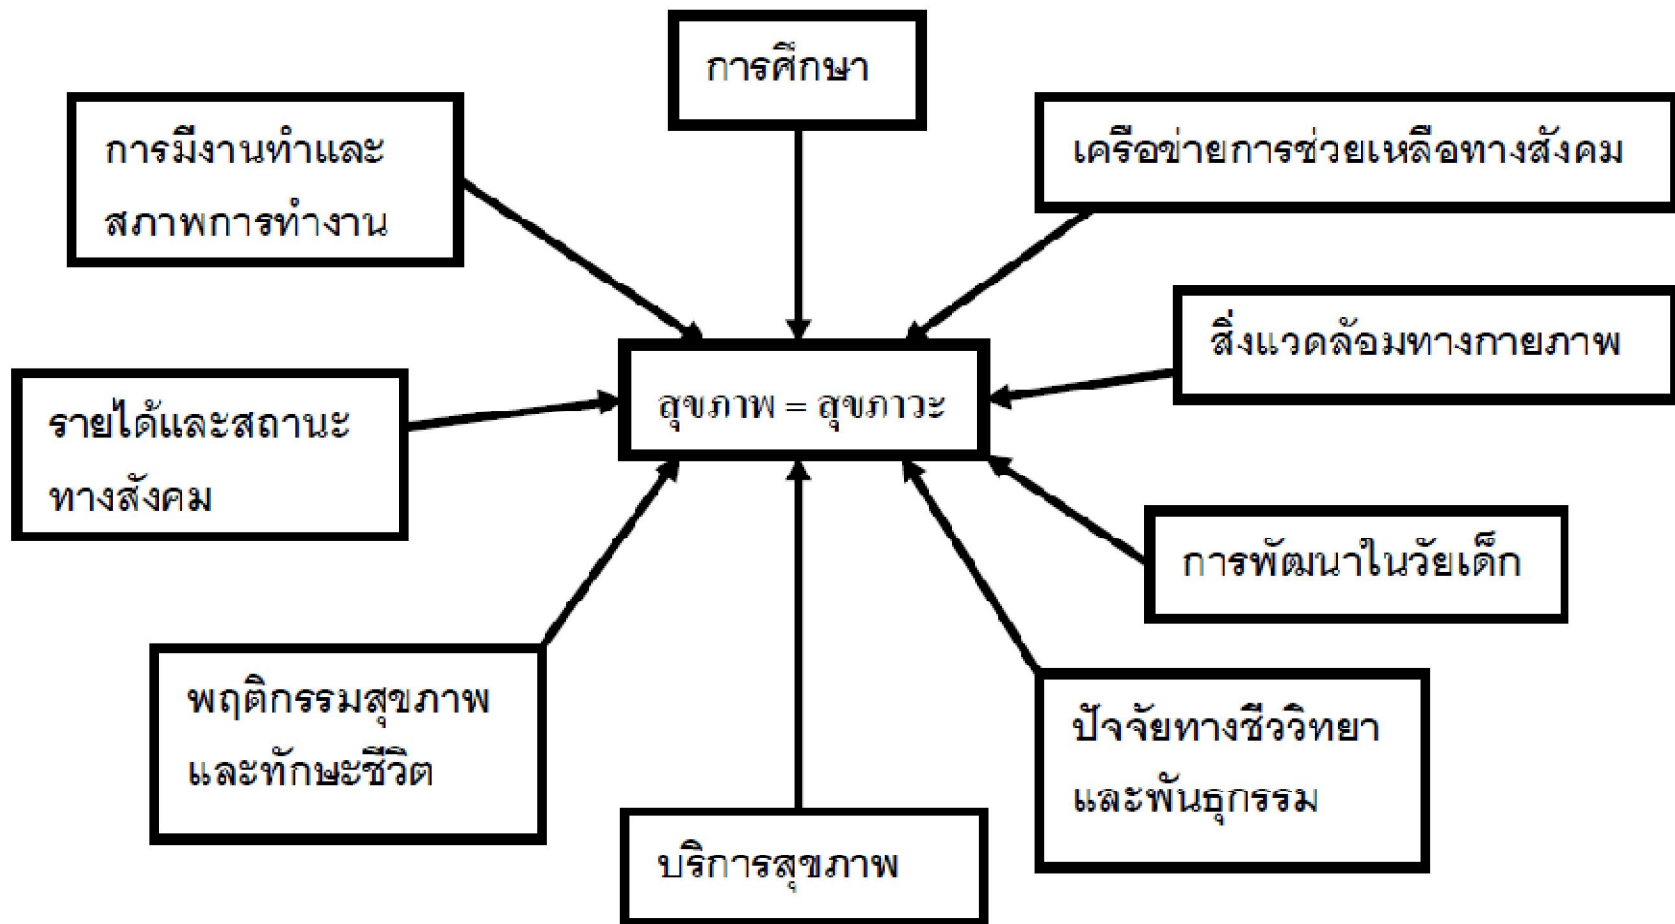 การศึกษา
การมีงานทำและ
สภาพการทำงาน
เครือข่ายการช่วยเหลือทางสังคม
สิ่งแวดล้อมทางกายภาพ
สุขภาพ = สุขภาวะ
รายได้และสถานะ
ทางสังคม
การพัฒนาในวัยเด็ก
พฤติกรรมสุขภาพ
และทักษะชีวิต
ปัจจัยทางชีววิทยา
และพันธุกรรม
บริการสุขภาพ